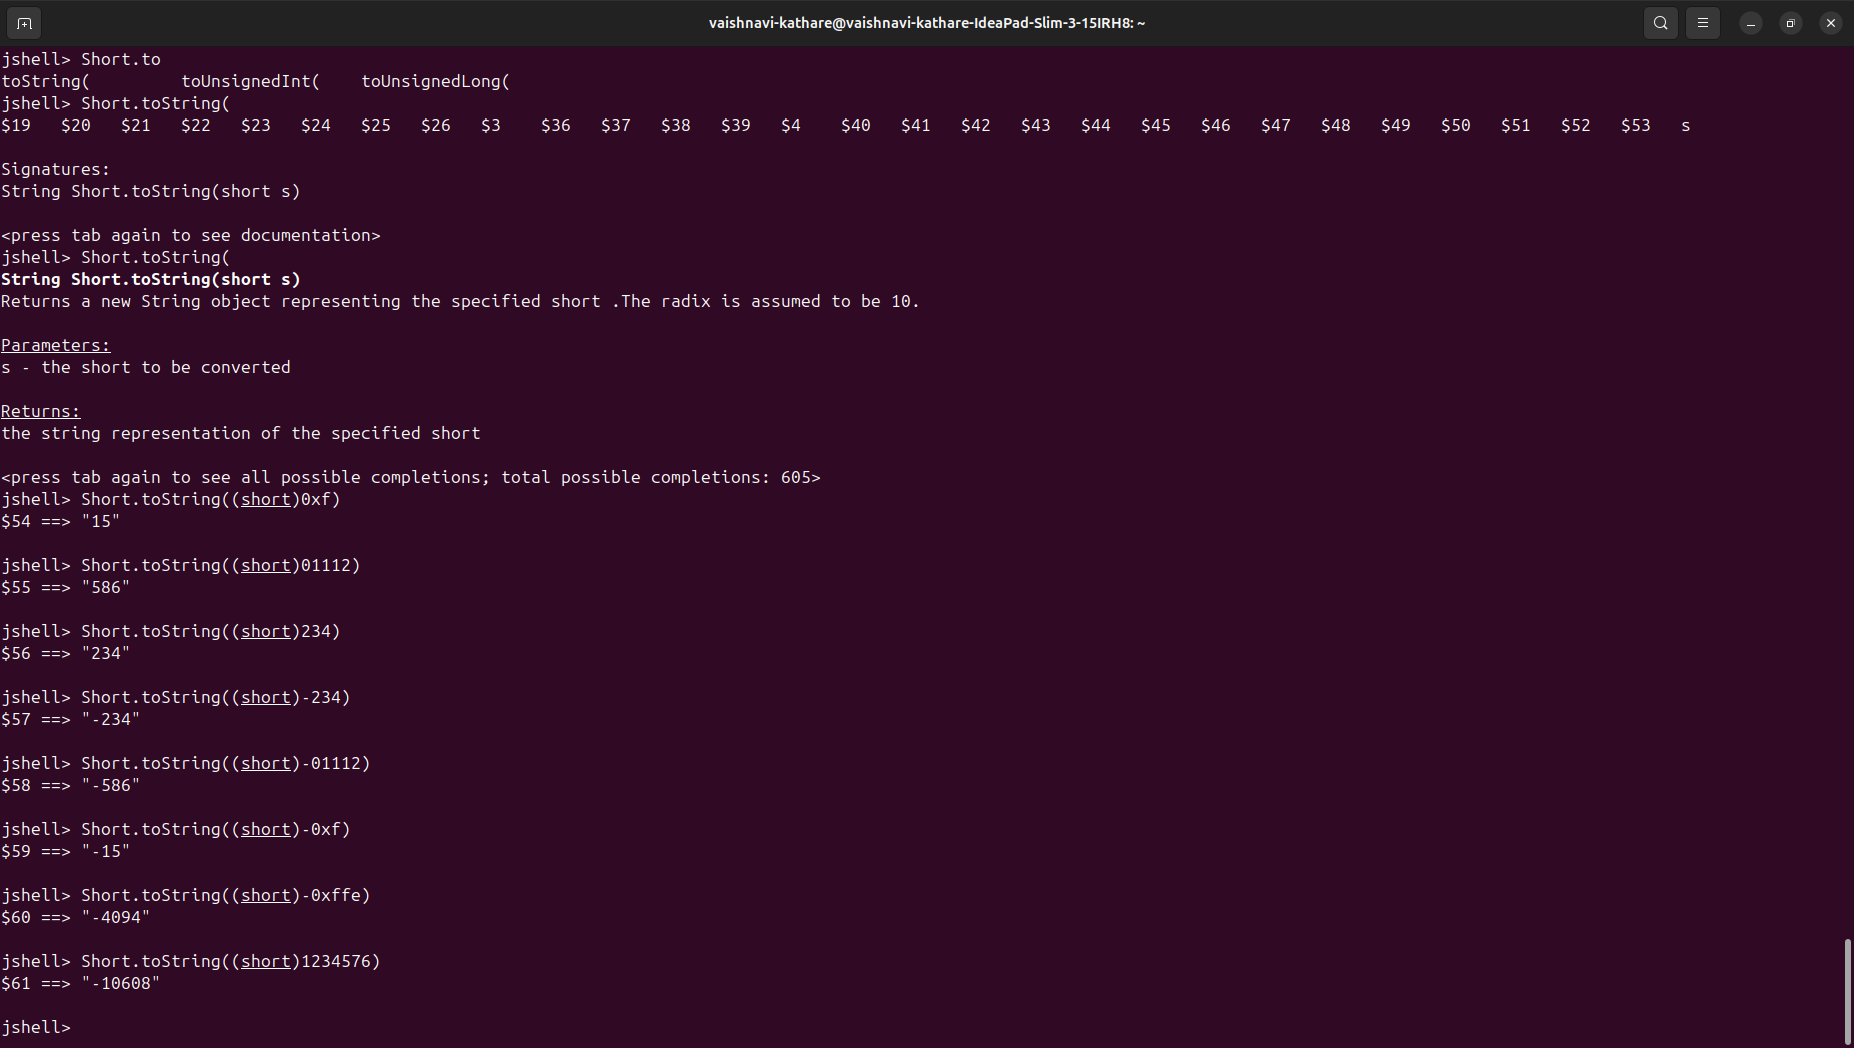 vaishnavi-kathare@vaishnavi-kathare-IdeaPad-Slim-3-15IRH8: ~
jshell> Short.to
toString(         toUnsignedInt(    toUnsignedLong(
jshell> Short.toString(
$19   $20   $21   $22   $23   $24   $25   $26   $3    $36   $37   $38   $39   $4    $40   $41   $42   $43   $44   $45   $46   $47   $48   $49   $50   $51   $52   $53   s
Signatures:
String Short.toString(short s)
<press tab again to see documentation>
jshell> Short.toString(
String Short.toString(short s)
Returns a new String object representing the specified short .The radix is assumed to be 10.
Parameters:
s - the short to be converted
Returns:
the string representation of the specified short
<press tab again to see all possible completions; total possible completions: 605>
jshell> Short.toString((short)0xf)
$54 ==> "15"
jshell> Short.toString((short)01112)
$55 ==> "586"
jshell> Short.toString((short)234)
$56 ==> "234"
jshell> Short.toString((short)-234)
$57 ==> "-234"
jshell> Short.toString((short)-01112)
$58 ==> "-586"
jshell> Short.toString((short)-0xf)
$59 ==> "-15"
jshell> Short.toString((short)-0xffe)
$60 ==> "-4094"
jshell> Short.toString((short)1234576)
$61 ==> "-10608"
jshell>